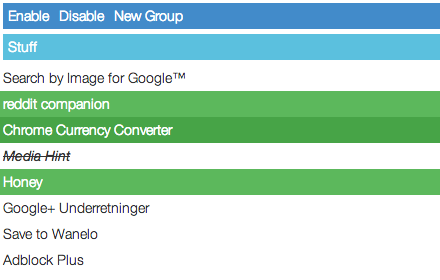 Enable Disable New Group
Stuff
Search by Image for Google™
reddit companion
Chrome Currency Converter
Media Hint
Honey
Google+ Underretninger
Save to Wanelo
Adblock Plus